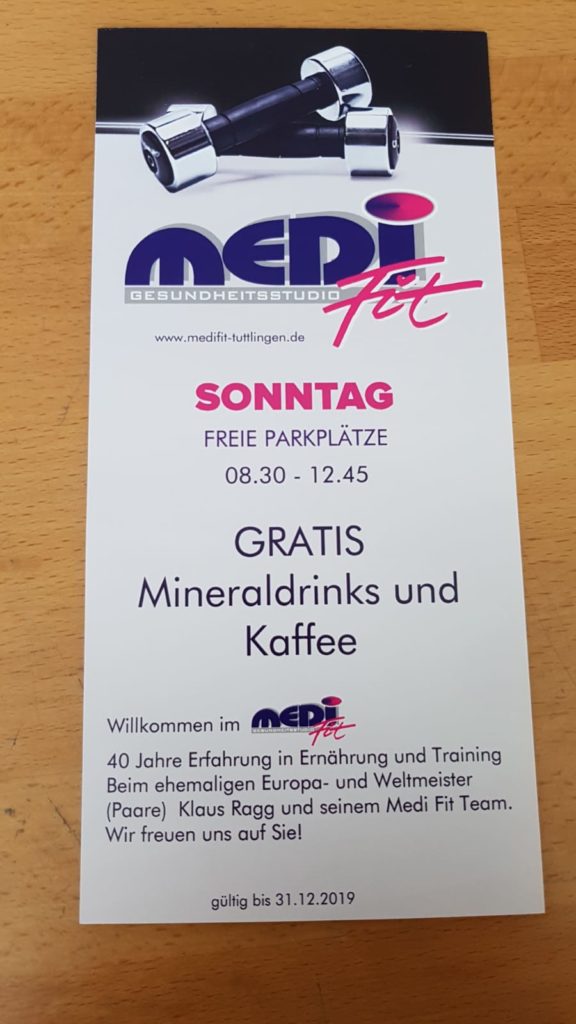 MEDi
GESUNDHEITSSTUDIO
Fit
www.medifit-tuttlingen.de
SONNTAG
FREIE PARKPLÄTZE
08.30 - 12.45
GRATIS
Mineraldrinks und
Kaffee
Willkommen im MEDi Fit
GESUNDHEITSSTUDIO
40 Jahre Erfahrung in Ernährung und Training
Beim ehemaligen Europa- und Weltmeister
(Paare) Klaus Ragg und seinem Medi Fit Team.
Wir freuen uns auf Sie!
gültig bis 31.12.2019